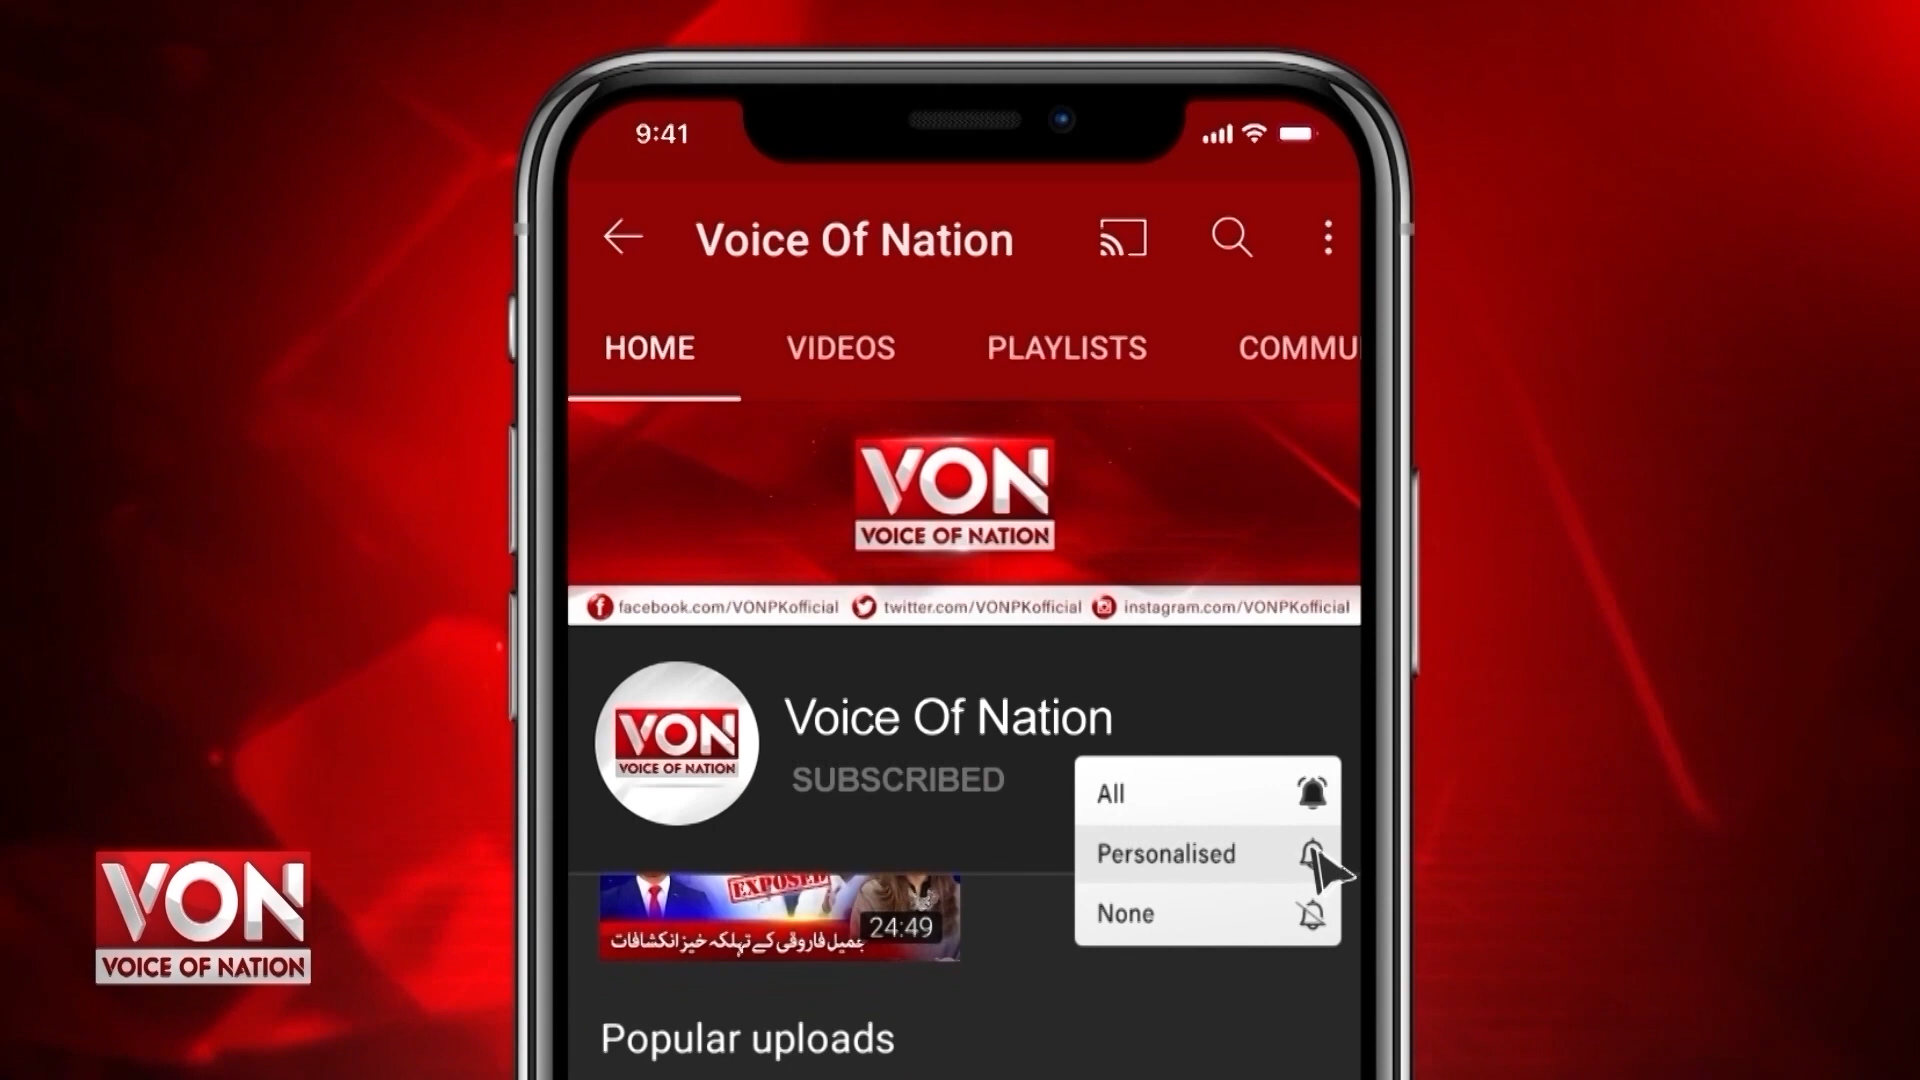 9:41
Voice Of Nation
HOME VIDEOS PLAYLISTS COMMU
VON
VOICE OF NATION
facebook.com/VONPKofficial twitter.com/VONPKofficial instagram.com/VONPKofficial
VON
VOICE OF NATION
Voice Of Nation
SUBSCRIBED
All
Personalised
None
EXPOSED
24:49
جمیل فاروقی کے تہلکہ خیز انکشافات
VON
VOICE OF NATION
Popular uploads